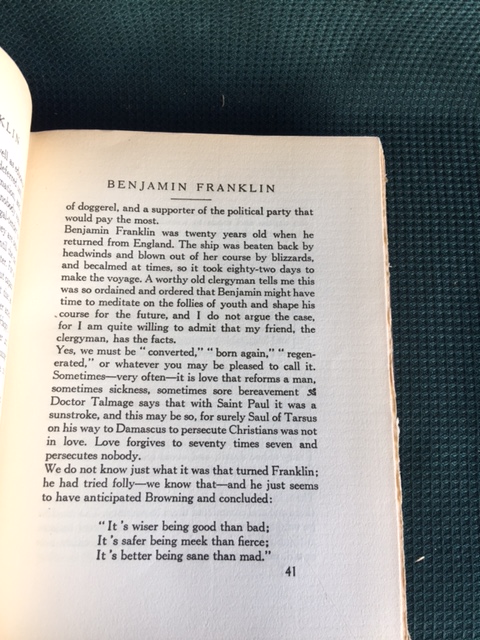 KLIN
BENJAMIN FRANKLIN
of doggerel, and a supporter of the political party that
would pay the most.
Benjamin Franklin was twenty years old when he
returned from England. The ship was beaten back by
headwinds and blown out of her course by blizzards,
and becalmed at times, so it took eighty-two days to
make the voyage. A worthy old clergyman tells me this
was so ordained and ordered that Benjamin might have
time to meditate on the follies of youth and shape his
course for the future, and I do not argue the case,
for I am quite willing to admit that my friend, the
clergyman, has the facts.
Yes, we must be "converted," "born again," "regen-
erated," or whatever you may be pleased to call it.
Sometimes—very often—it is love that reforms a man,
sometimes sickness, sometimes sore bereavement
Doctor Talmage says that with Saint Paul it was a
sunstroke, and this may be so, for surely Saul of Tarsus
on his way to Damascus to persecute Christians was not
in love. Love forgives to seventy times seven and
persecutes nobody.
We do not know just what it was that turned Franklin;
he had tried folly—we know that—and he just seems
to have anticipated Browning and concluded:
"It 's wiser being good than bad;
It 's safer being meek than fierce;
It 's better being sane than mad."
41